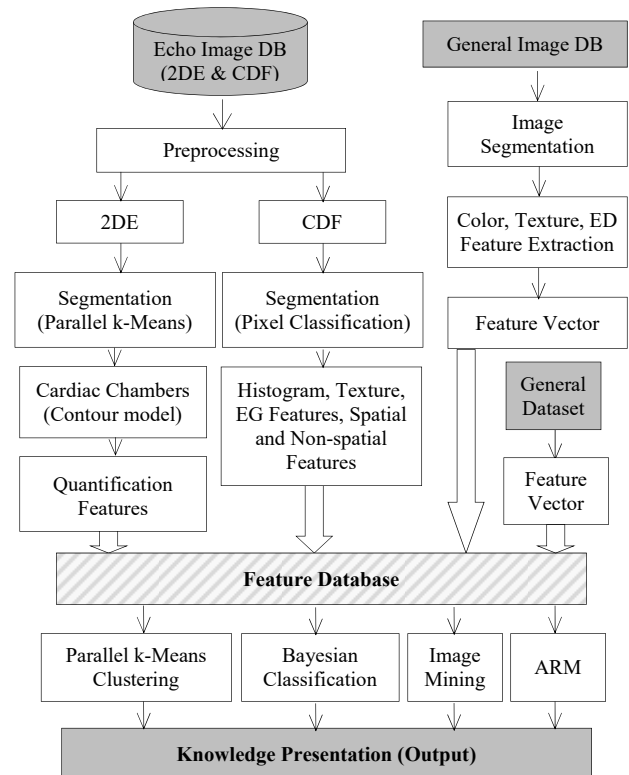 Echo Image DB
(2DE & CDF)
General Image DB
Preprocessing
Image
Segmentation
2DE
CDF
Color, Texture, ED
Feature Extraction
Segmentation
(Parallel k-Means)
Segmentation
(Pixel Classification)
Feature Vector
Cardiac Chambers
(Contour model)
Histogram, Texture,
EG Features, Spatial
and Non-spatial
Features
General
Dataset
Quantification
Features
Feature
Vector
Feature Database
Parallel k-Means
Clustering
Bayesian
Classification
Image
Mining
ARM
Knowledge Presentation (Output)